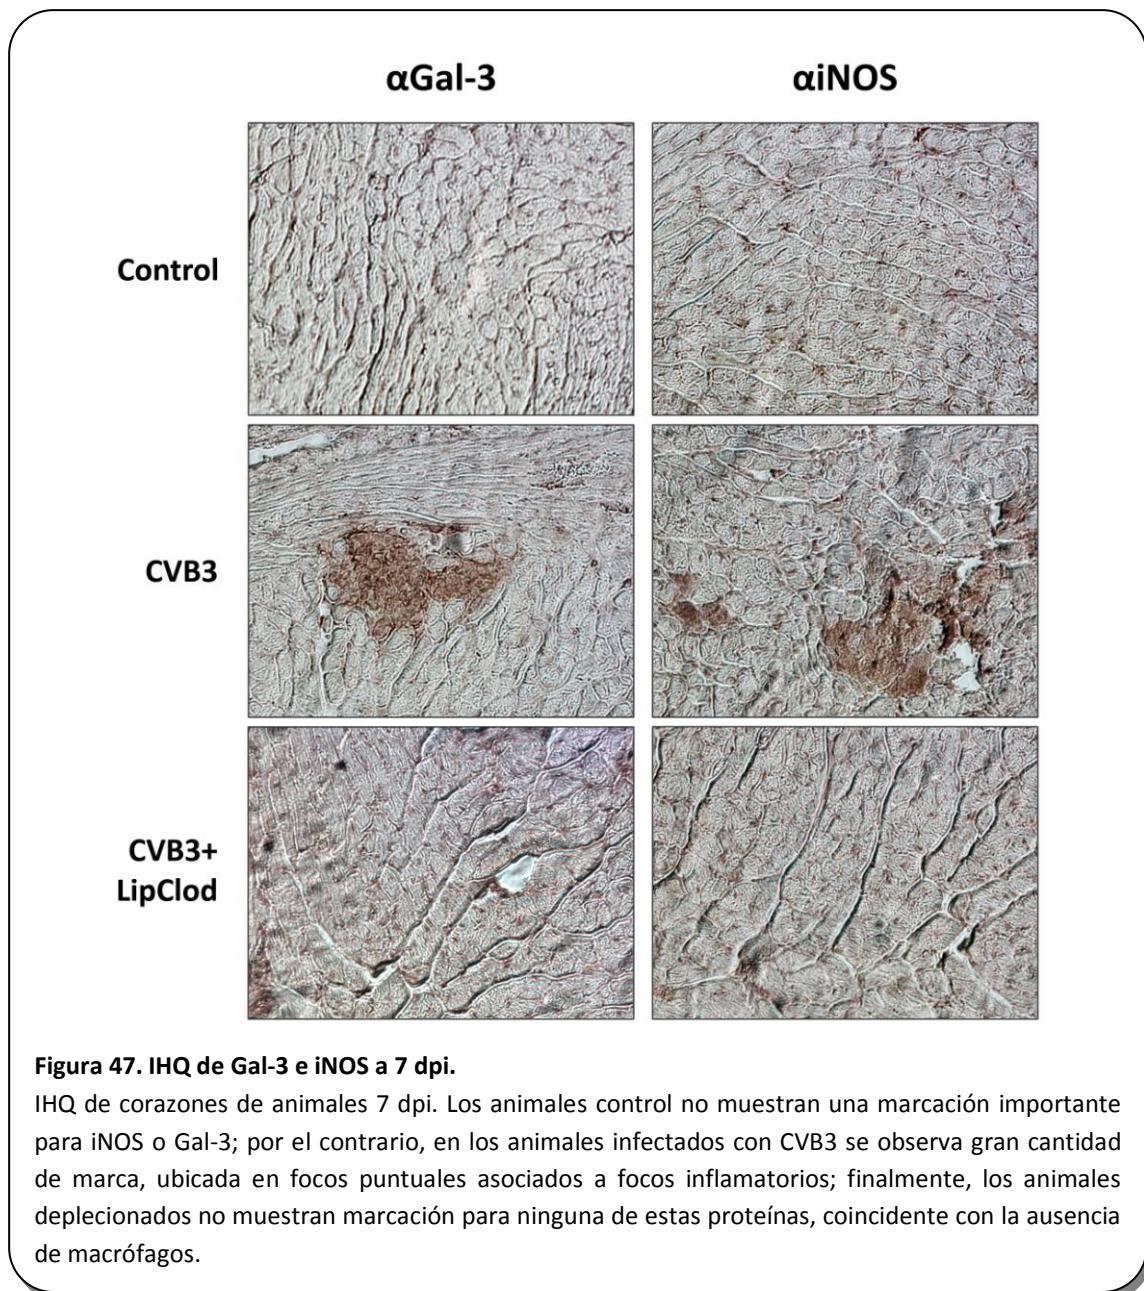 αGal-3
αiNOS
Control
CVB3
CVB3+
LipClod
Figura 47. IHQ de Gal-3 e iNOS a 7 dpi.
IHQ de corazones de animales 7 dpi. Los animales control no muestran una marcación importante
para iNOS o Gal-3; por el contrario, en los animales infectados con CVB3 se observa gran cantidad
de marca, ubicada en focos puntuales asociados a focos inflamatorios; finalmente, los animales
deplecionados no muestran marcación para ninguna de estas proteínas, coincidente con la ausencia
de macrófagos.